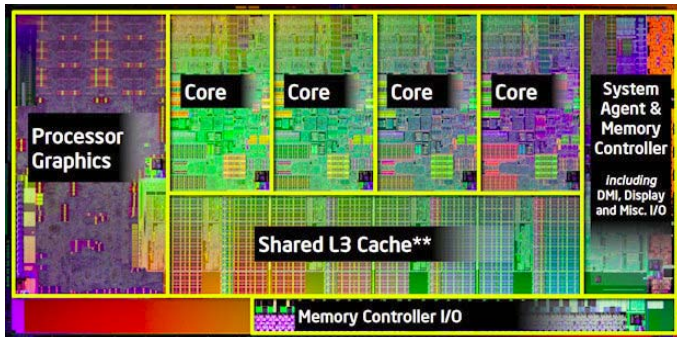 Processor
Graphics
Core
Core
Core
Core
System
Agent &
Memory
Controller
including
DMI, Display
and Misc. I/O
Shared L3 Cache**
Memory Controller I/O